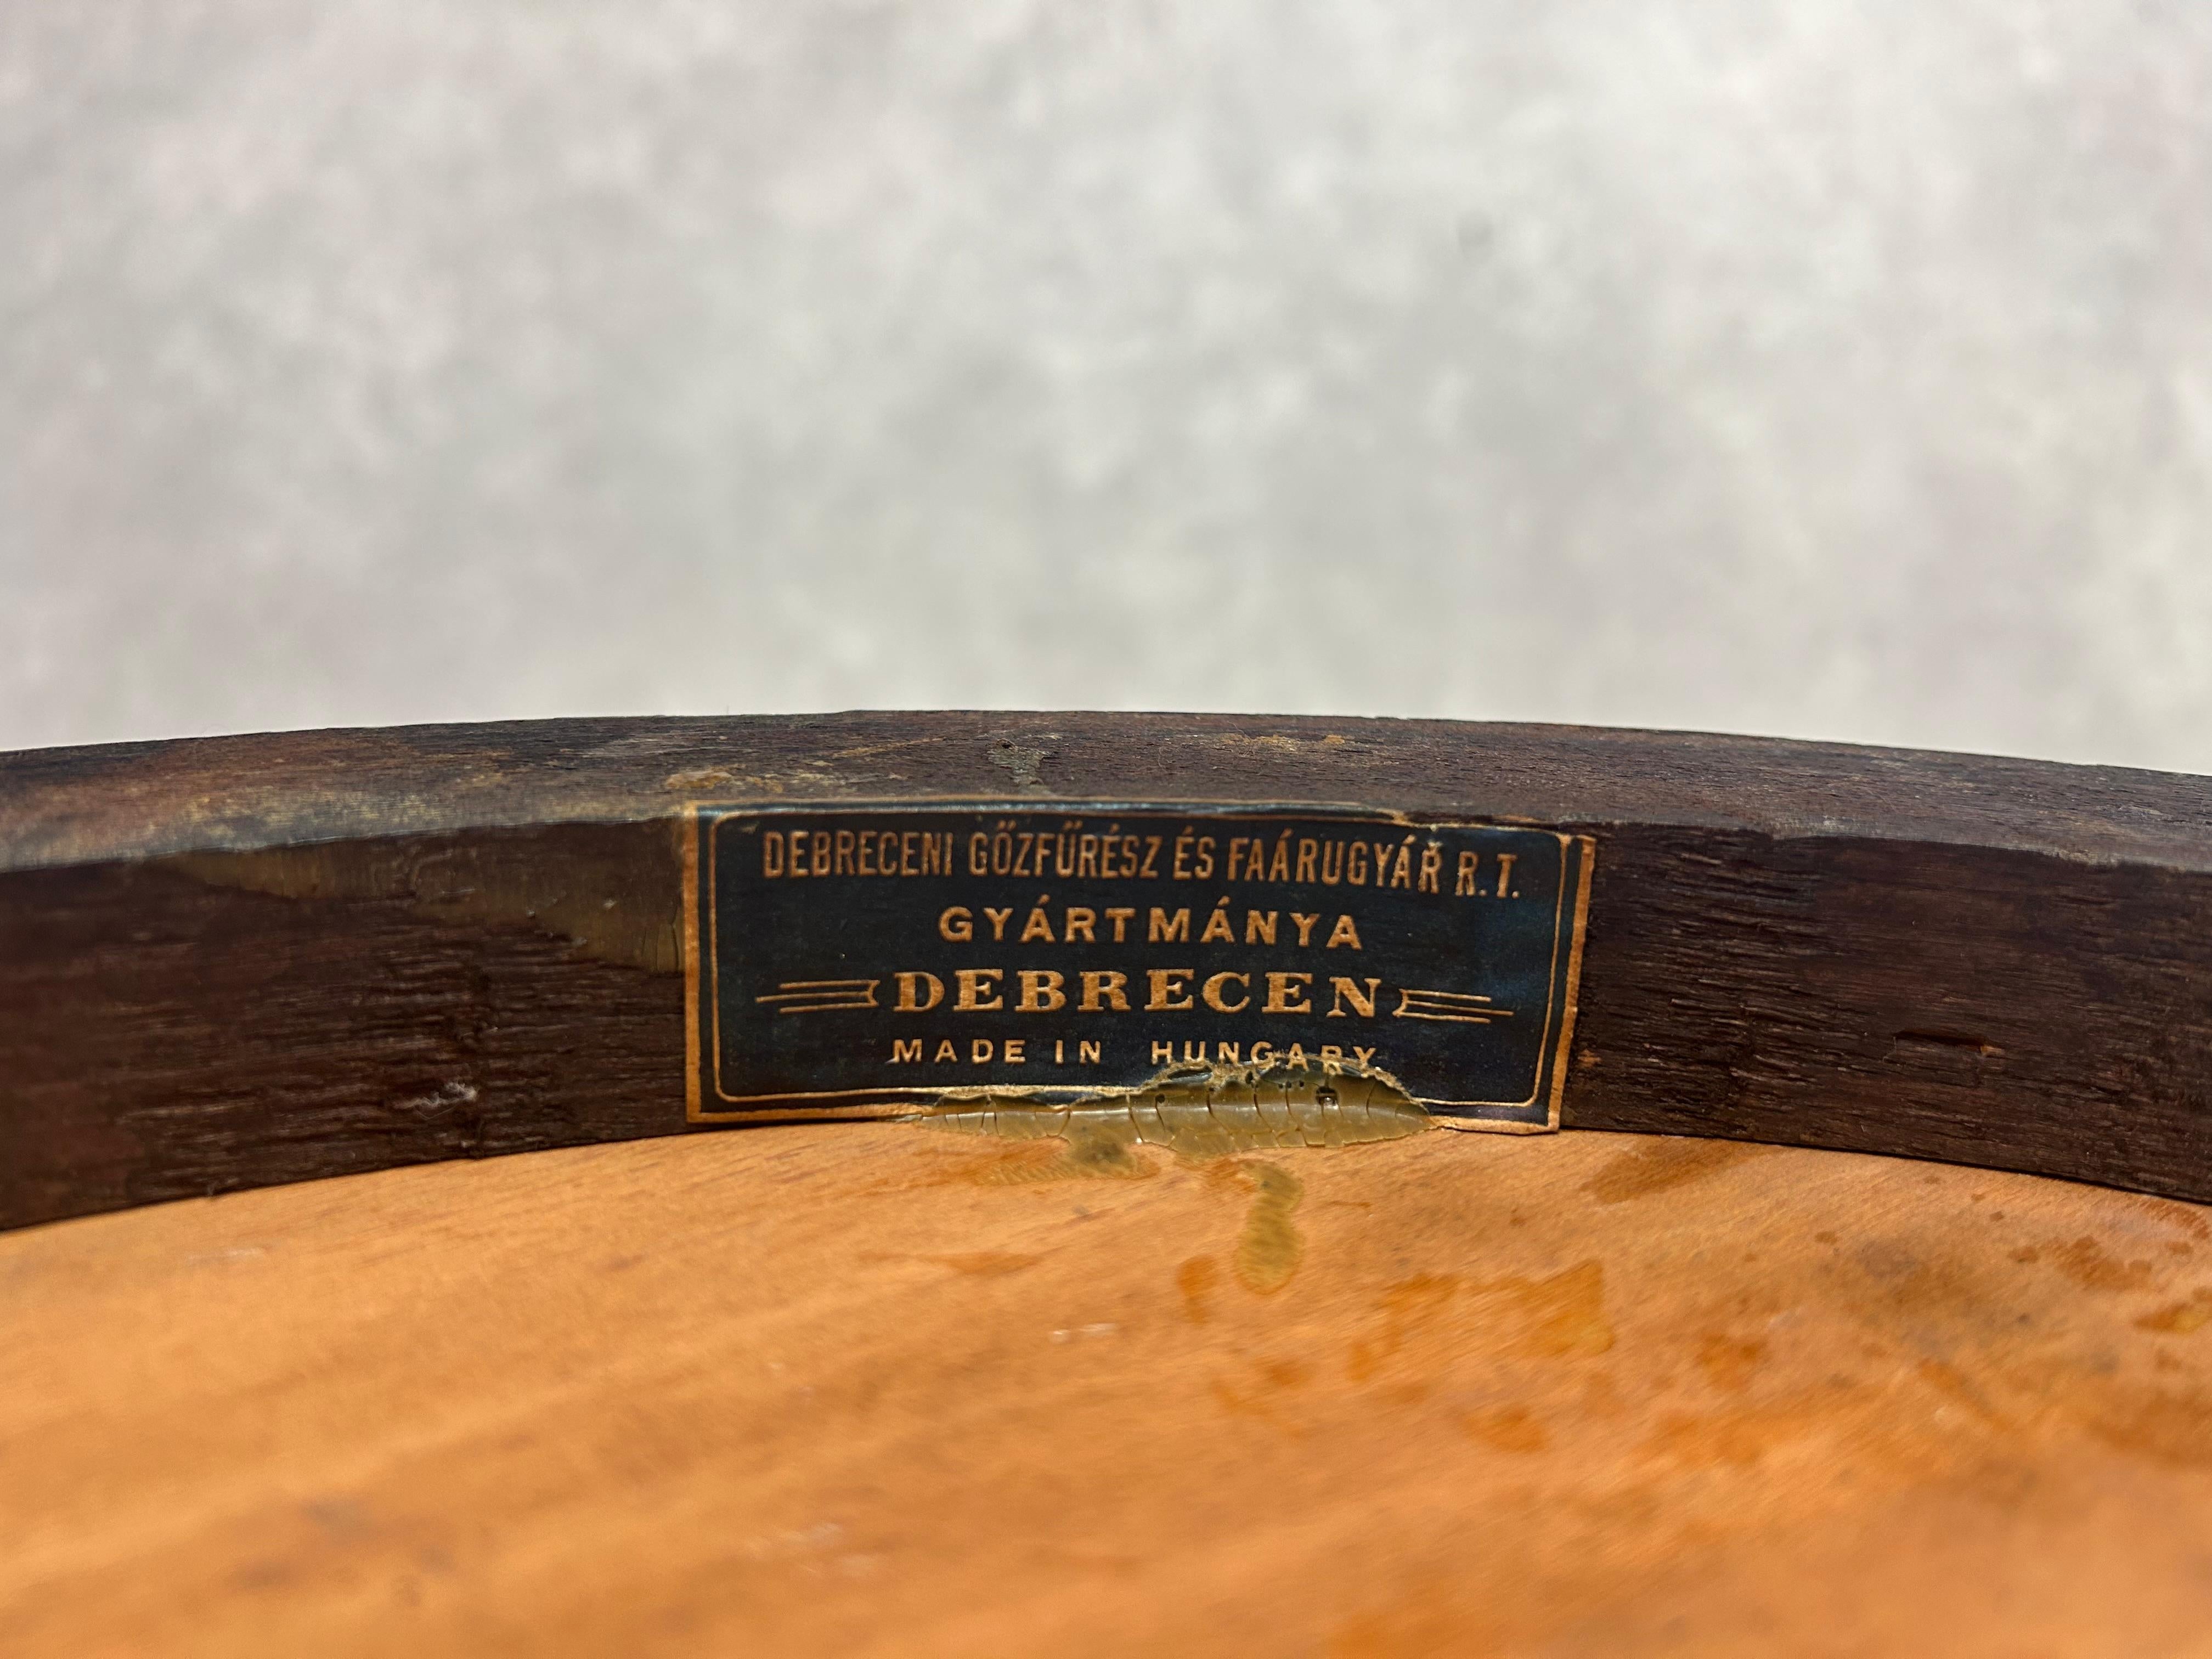 DEBRECENI GŐZFŰRÉSZ ÉS FAÁRUGYÁR R.T.
GYÁRTMÁNYA
DEBRECEN
MADE IN HUNGARY